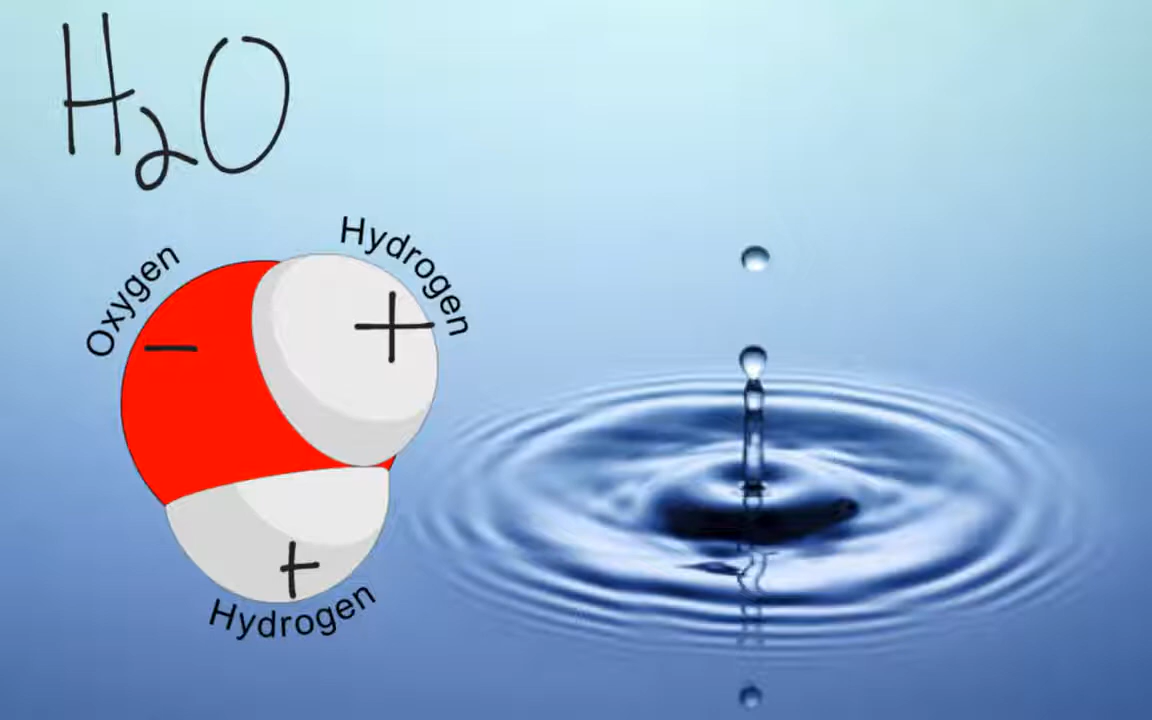 H₂O
Hydrogen
Oxygen
+
−
+
Hydrogen